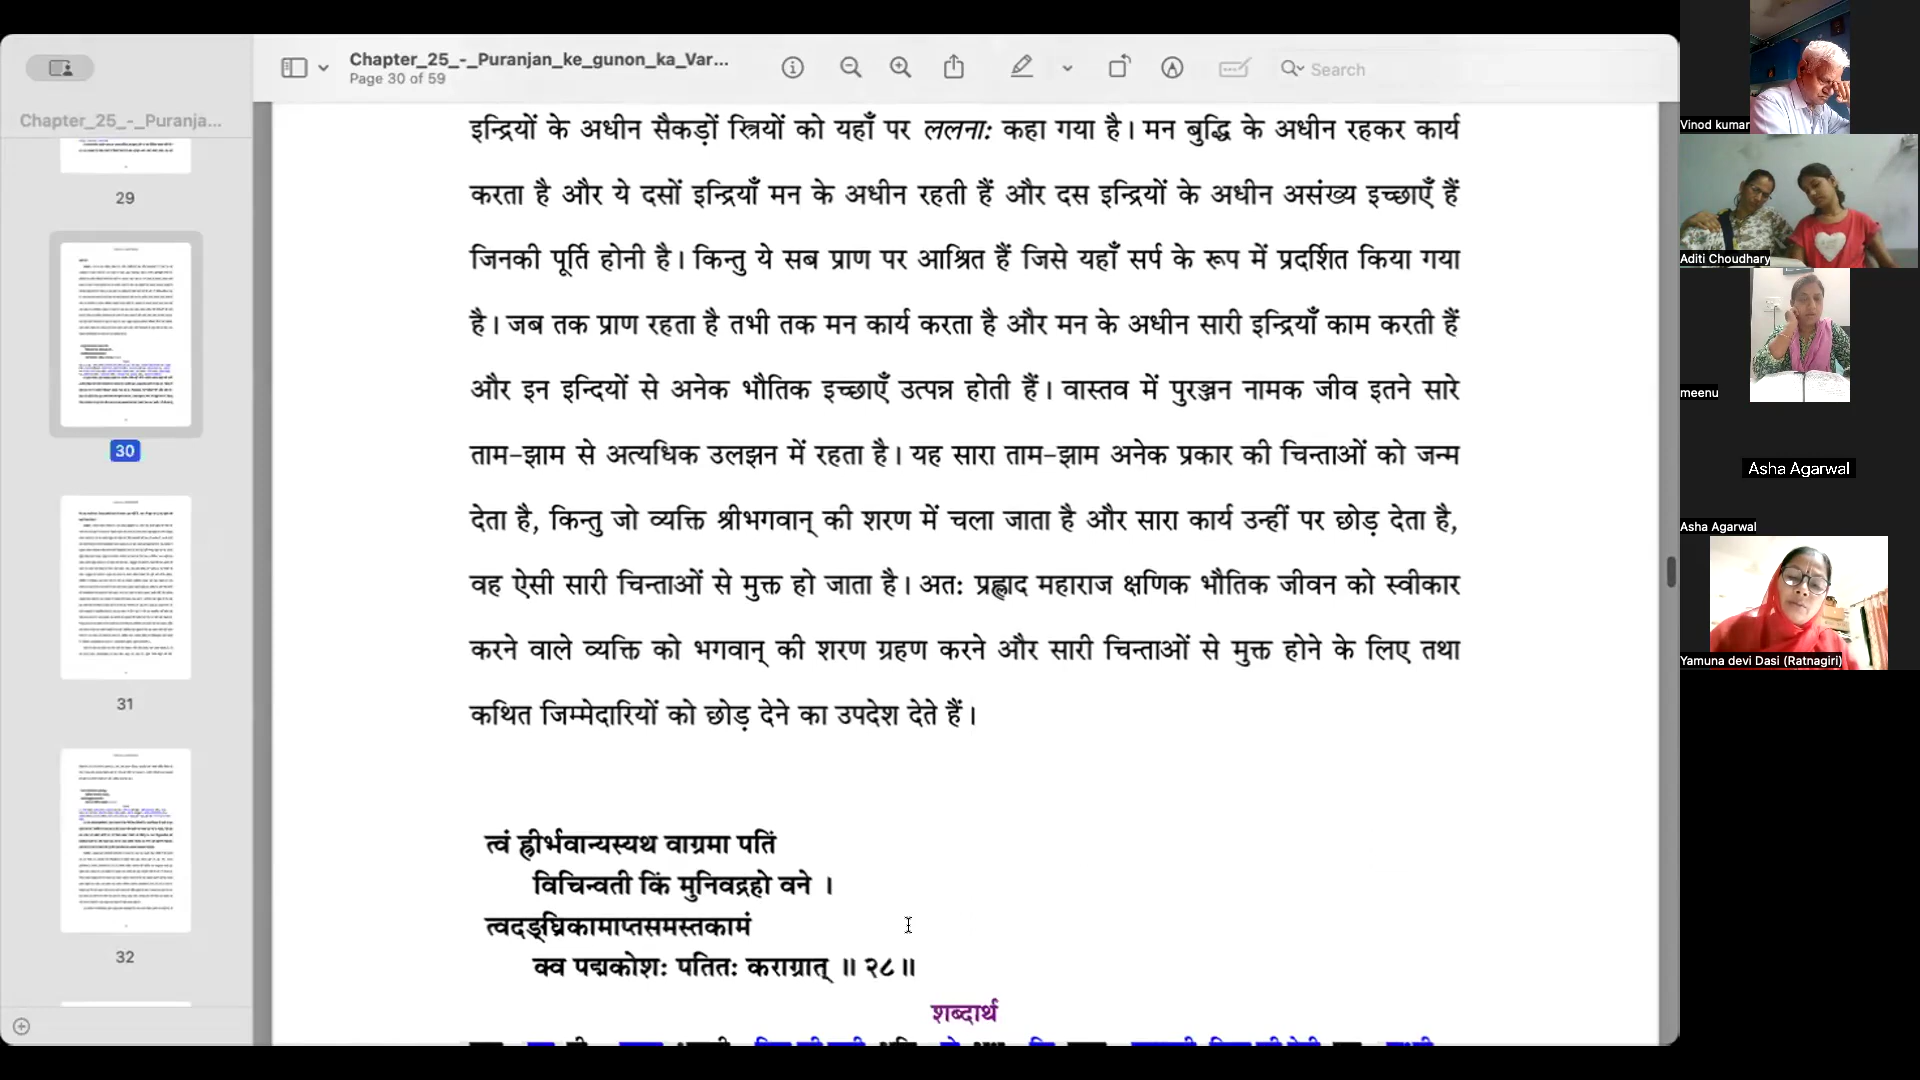 Chapter_25_-_Puranjan_ke_gunon_ka_Var...
Page 30 of 59
Search
Chapter_25_-_Puranja...
29
30
31
32
इन्द्रियों के अधीन सैकड़ों स्त्रियों को यहाँ पर ललना: कहा गया है। मन बुद्धि के अधीन रहकर कार्य
करता है और ये दसों इन्द्रियाँ मन के अधीन रहती हैं और दस इन्द्रियों के अधीन असंख्य इच्छाएँ हैं
जिनकी पूर्ति होनी है। किन्तु ये सब प्राण पर आश्रित हैं जिसे यहाँ सर्प के रूप में प्रदर्शित किया गया
है। जब तक प्राण रहता है तभी तक मन कार्य करता है और मन के अधीन सारी इन्द्रियाँ काम करती हैं
और इन इन्दियों से अनेक भौतिक इच्छाएँ उत्पन्न होती हैं। वास्तव में पुरञ्जन नामक जीव इतने सारे
ताम-झाम से अत्यधिक उलझन में रहता है। यह सारा ताम-झाम अनेक प्रकार की चिन्ताओं को जन्म
देता है, किन्तु जो व्यक्ति श्रीभगवान् की शरण में चला जाता है और सारा कार्य उन्हीं पर छोड़ देता है,
वह ऐसी सारी चिन्ताओं से मुक्त हो जाता है। अत: प्रह्लाद महाराज क्षणिक भौतिक जीवन को स्वीकार
करने वाले व्यक्ति को भगवान् की शरण ग्रहण करने और सारी चिन्ताओं से मुक्त होने के लिए तथा
कथित जिम्मेदारियों को छोड़ देने का उपदेश देते हैं।
त्वं ह्रीर्भवान्यस्यथ वाग्रमा पतिं
विचिन्वती किं मुनिवद्रहो वने ।
त्वदङ्घ्रिकामाप्तसमस्तकामं
क्व पद्मकोशः पतितः कराग्रात् ॥ २८॥
शब्दार्थ
Vinod kumar
Aditi Choudhary
meenu
Asha Agarwal
Asha Agarwal
Yamuna devi Dasi (Ratnagiri)